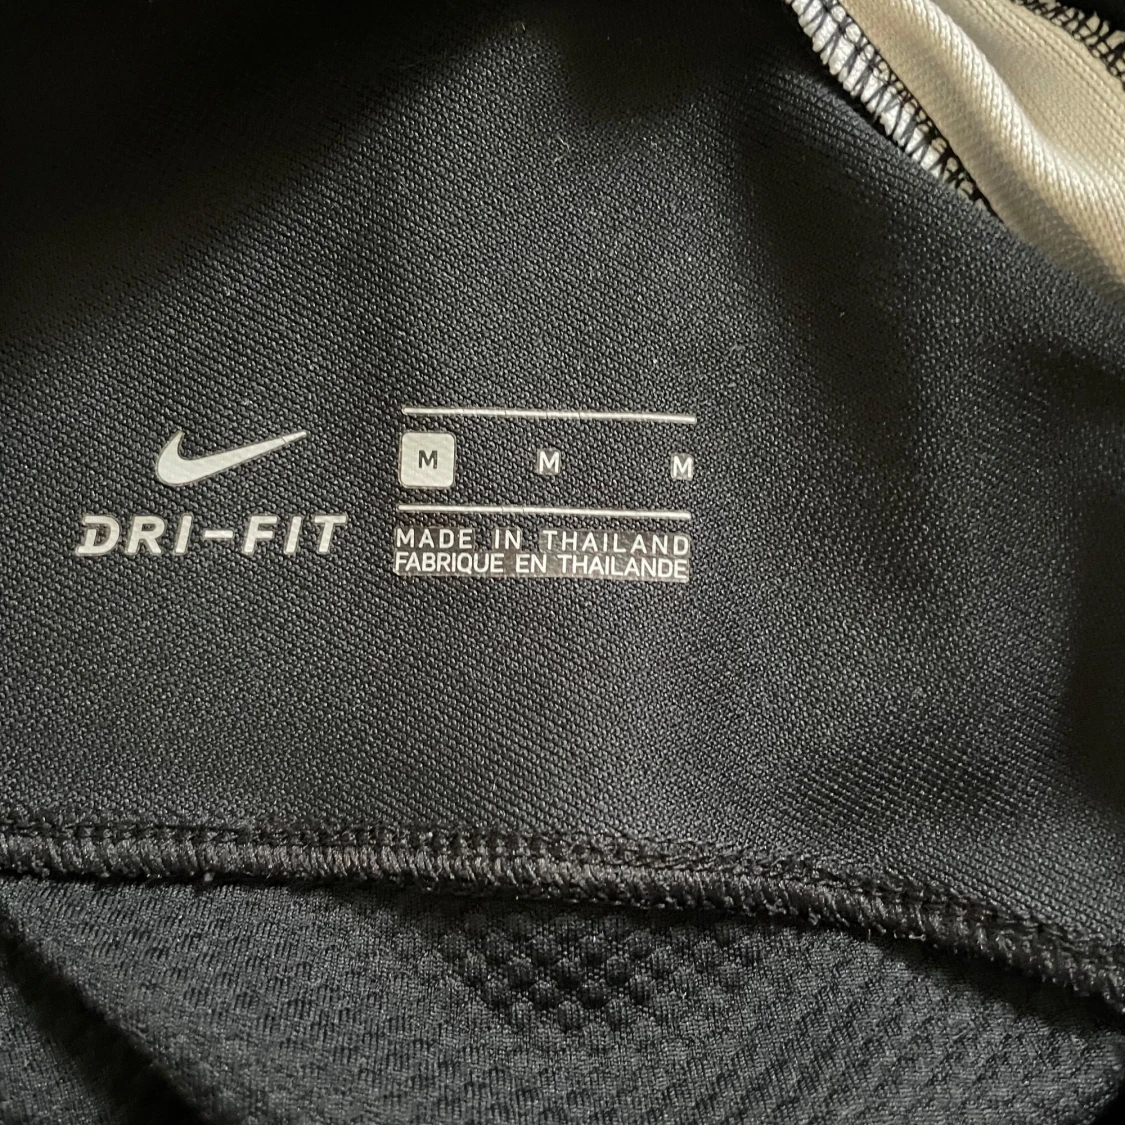 DRI-FIT
M M M
MADE IN THAILAND
FABRIQUE EN THAILANDE